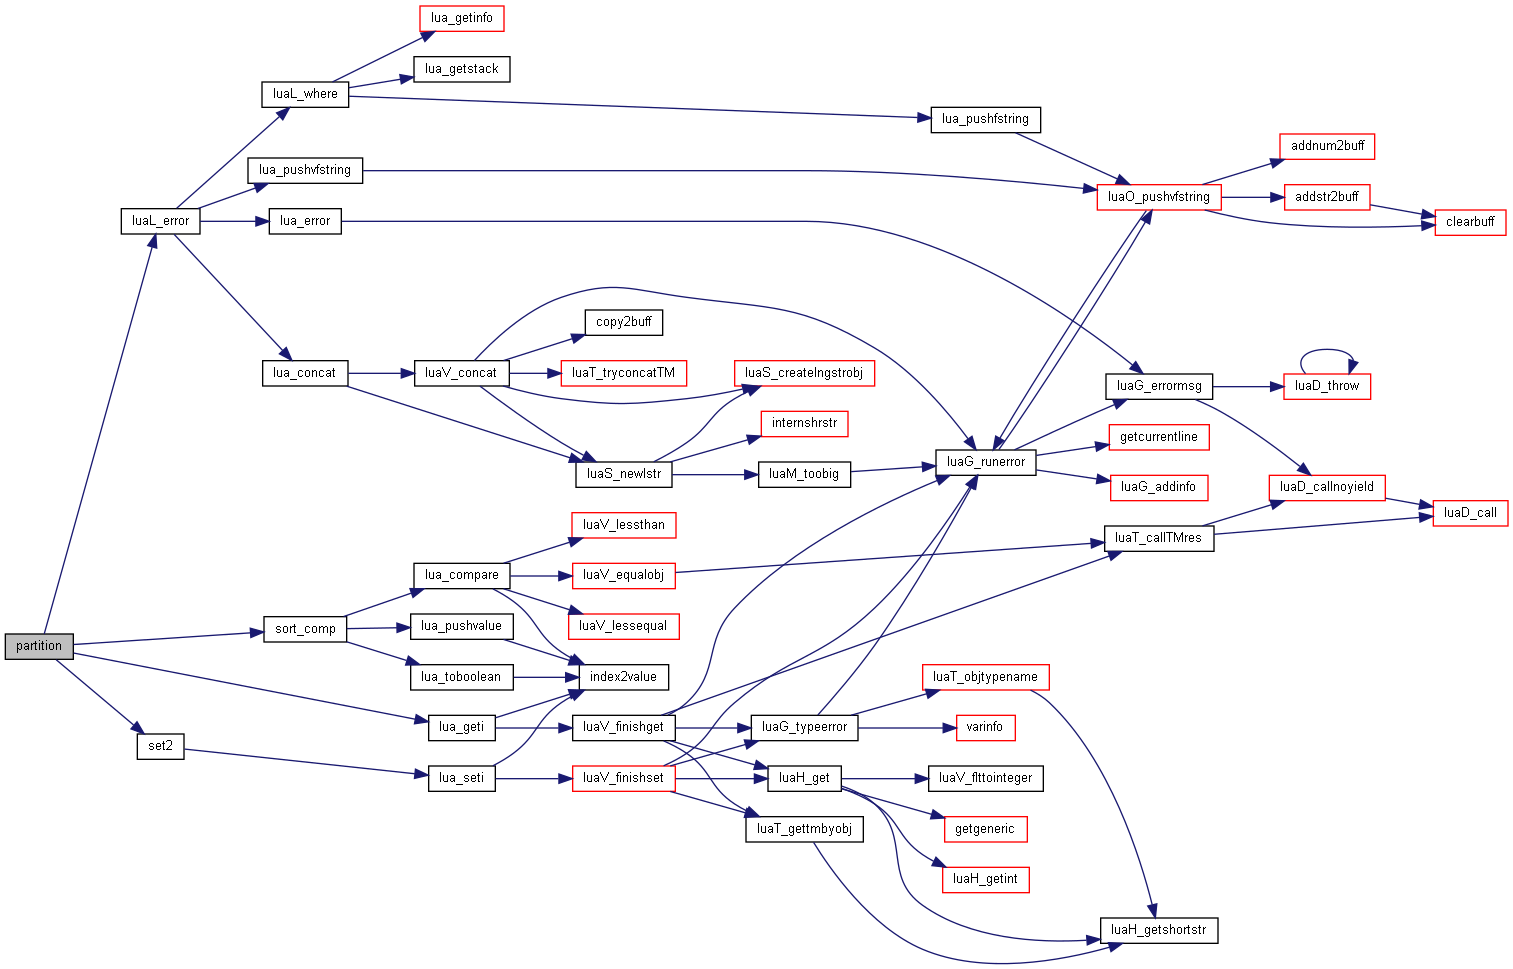 lua_getinfo
lua_getstack
luaL_where
lua_pushfstring
addnum2buff
lua_pushvfstring
luaO_pushvfstring
addstr2buff
luaL_error
lua_error
clearbuff
copy2buff
lua_concat
luaV_concat
luaT_tryconcatTM
luaS_createlngstrobj
luaG_errormsg
luaD_throw
internshrstr
getcurrentline
luaS_newlstr
luaM_toobig
luaG_runerror
luaG_addinfo
luaD_callnoyield
luaD_call
luaV_lessthan
luaT_callTMres
lua_compare
luaV_equalobj
sort_comp
lua_pushvalue
luaV_lessequal
partition
lua_toboolean
index2value
luaT_objtypename
lua_geti
luaV_finishget
luaG_typeerror
varinfo
set2
lua_seti
luaV_finishset
luaH_get
luaV_flttointeger
luaT_gettmbyobj
getgeneric
luaH_getint
luaH_getshortstr